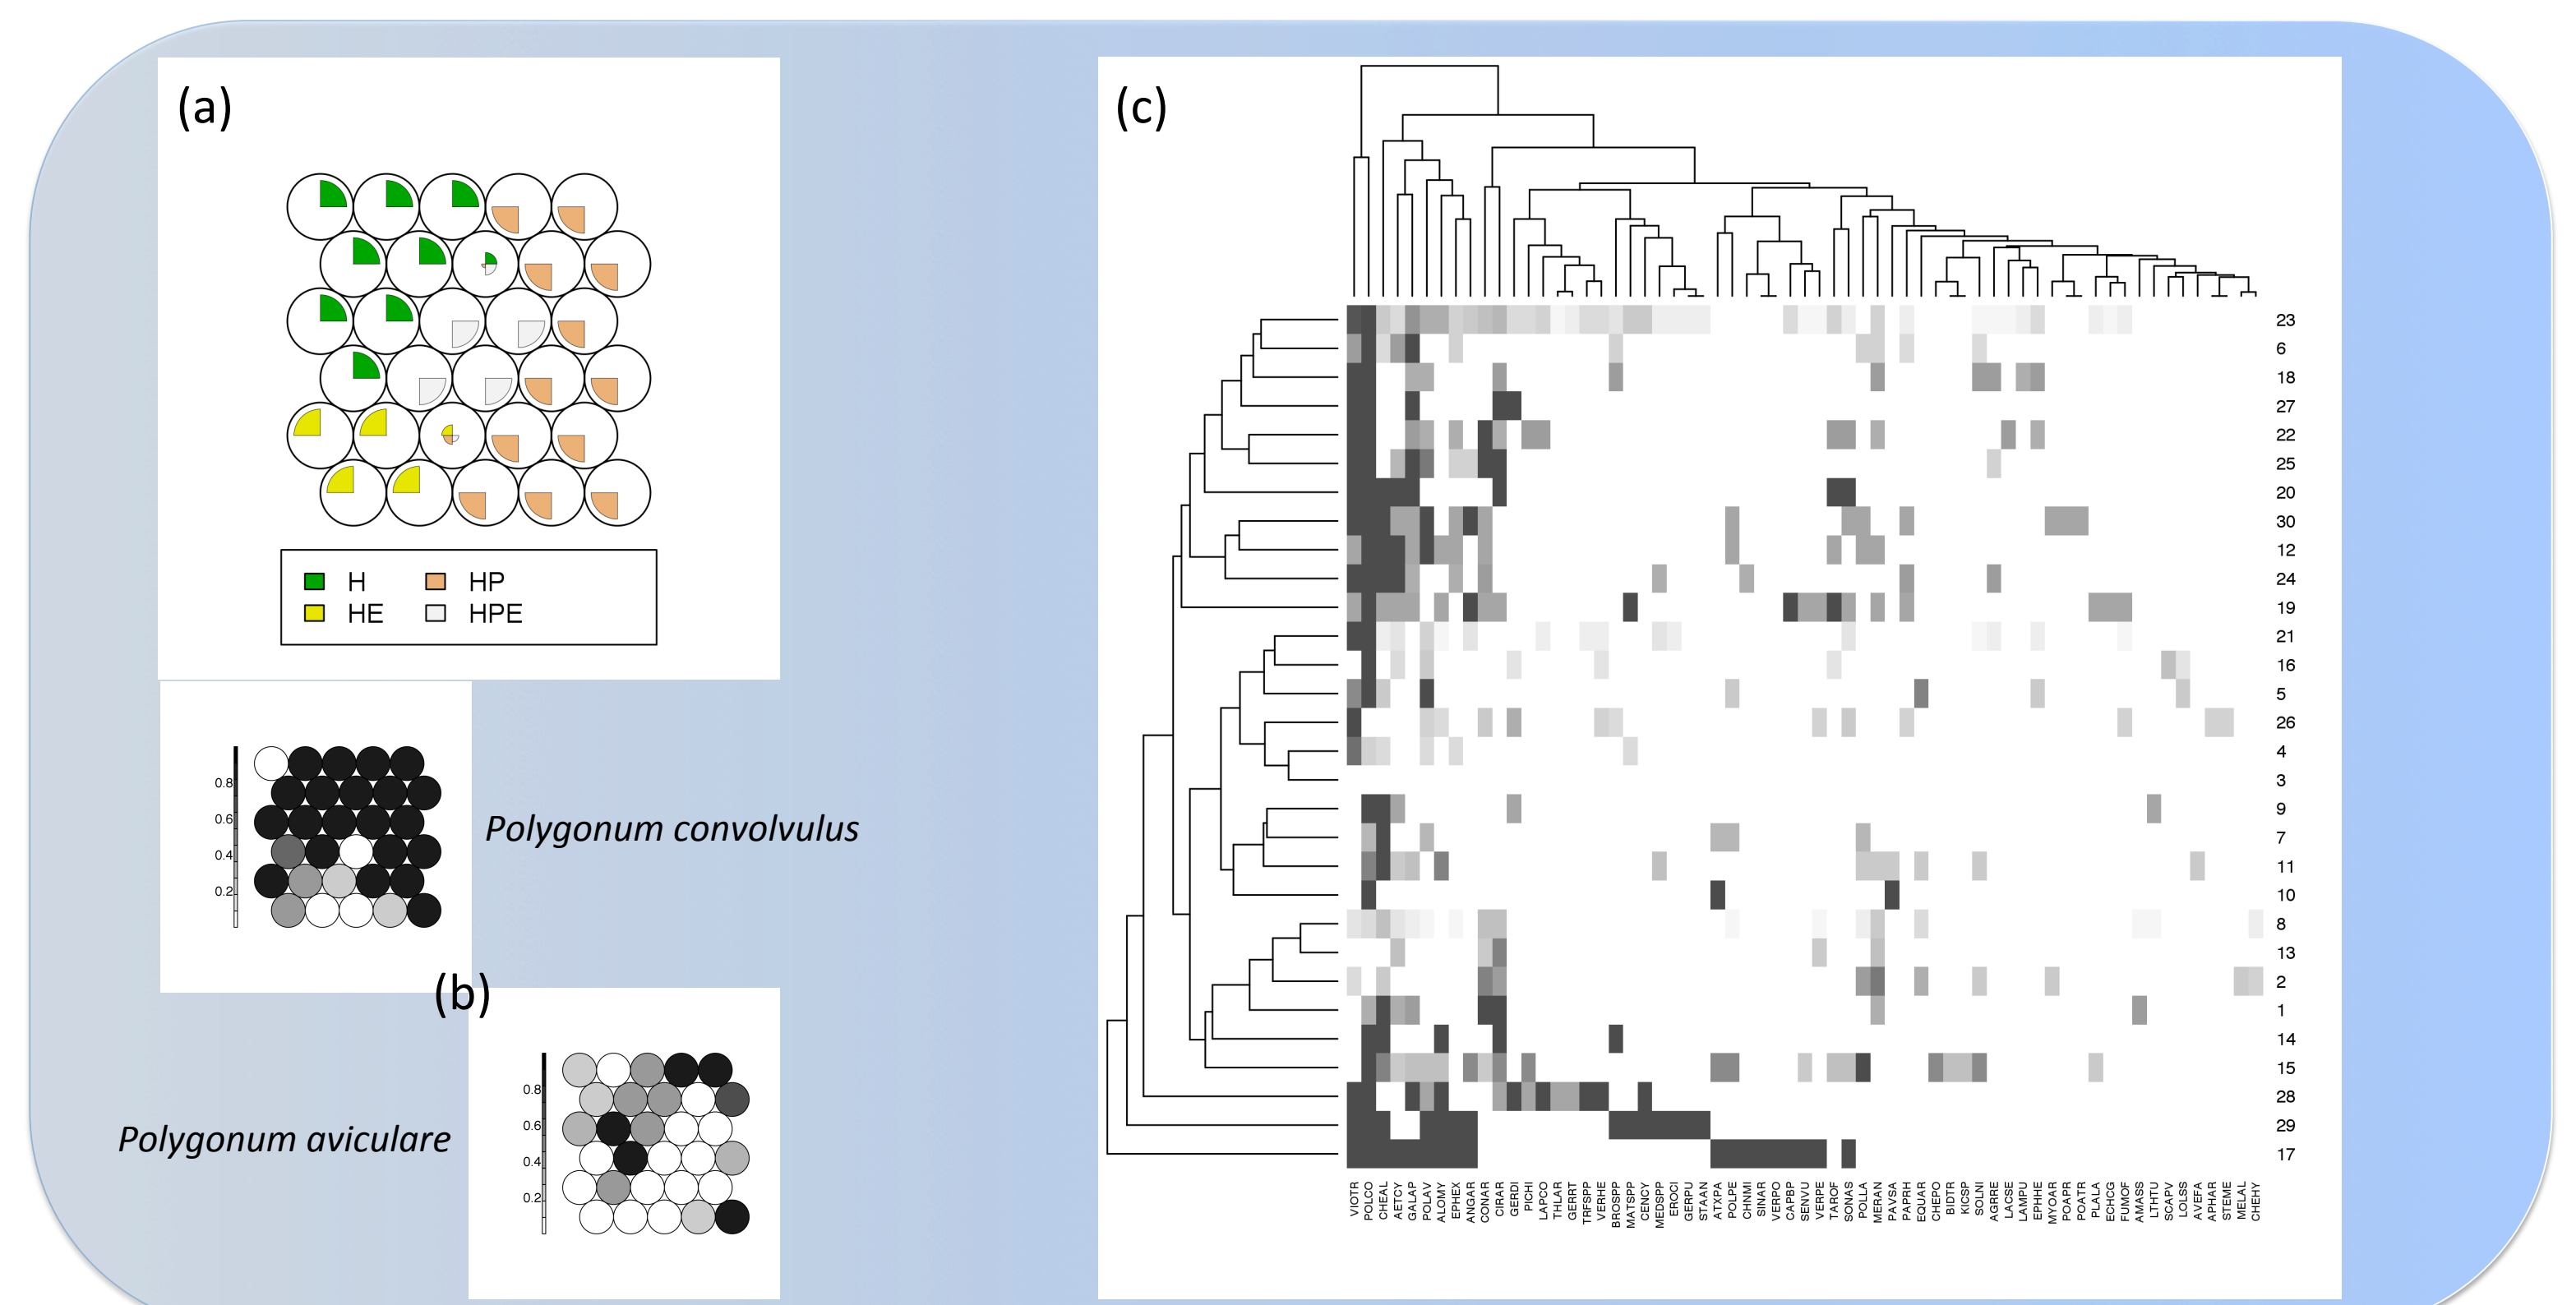 (a)
H HP
HE HPE
0.8
0.6
0.4
0.2
Polygonum convolvulus
(b)
Polygonum aviculare
0.8
0.6
0.4
0.2
(c)
23
6
18
27
22
25
20
30
12
24
19
21
16
5
26
4
3
9
7
11
10
8
13
2
1
14
15
28
29
17
VIOTR
POLCO
CHEAL
AETCY
GALAP
POLAV
ALOMY
EPHEX
ANGAR
CONAR
CIRAR
GERDI
PICHI
LAPCO
THLAR
GERRT
TRFSPP
VERHE
BROSPP
MATSPP
CENCY
MEDSPP
EROCI
GERPU
STAAN
ATXPA
POLPE
CHNMI
SINAR
VERPO
CAPBP
SENVU
VERPE
TAROF
SONAS
POLLA
MERAN
PAVSA
PAPRH
EQUAR
CHEPO
BIDTR
KICSP
SOLNI
AGRRE
LACSE
LAMPU
EPHHE
MYOAR
POAPR
POATR
PLALA
ECHCG
FUMOF
AMASS
LTHTU
SCAPV
LOLSS
AVEFA
APHAR
STEME
MELAL
CHEHY